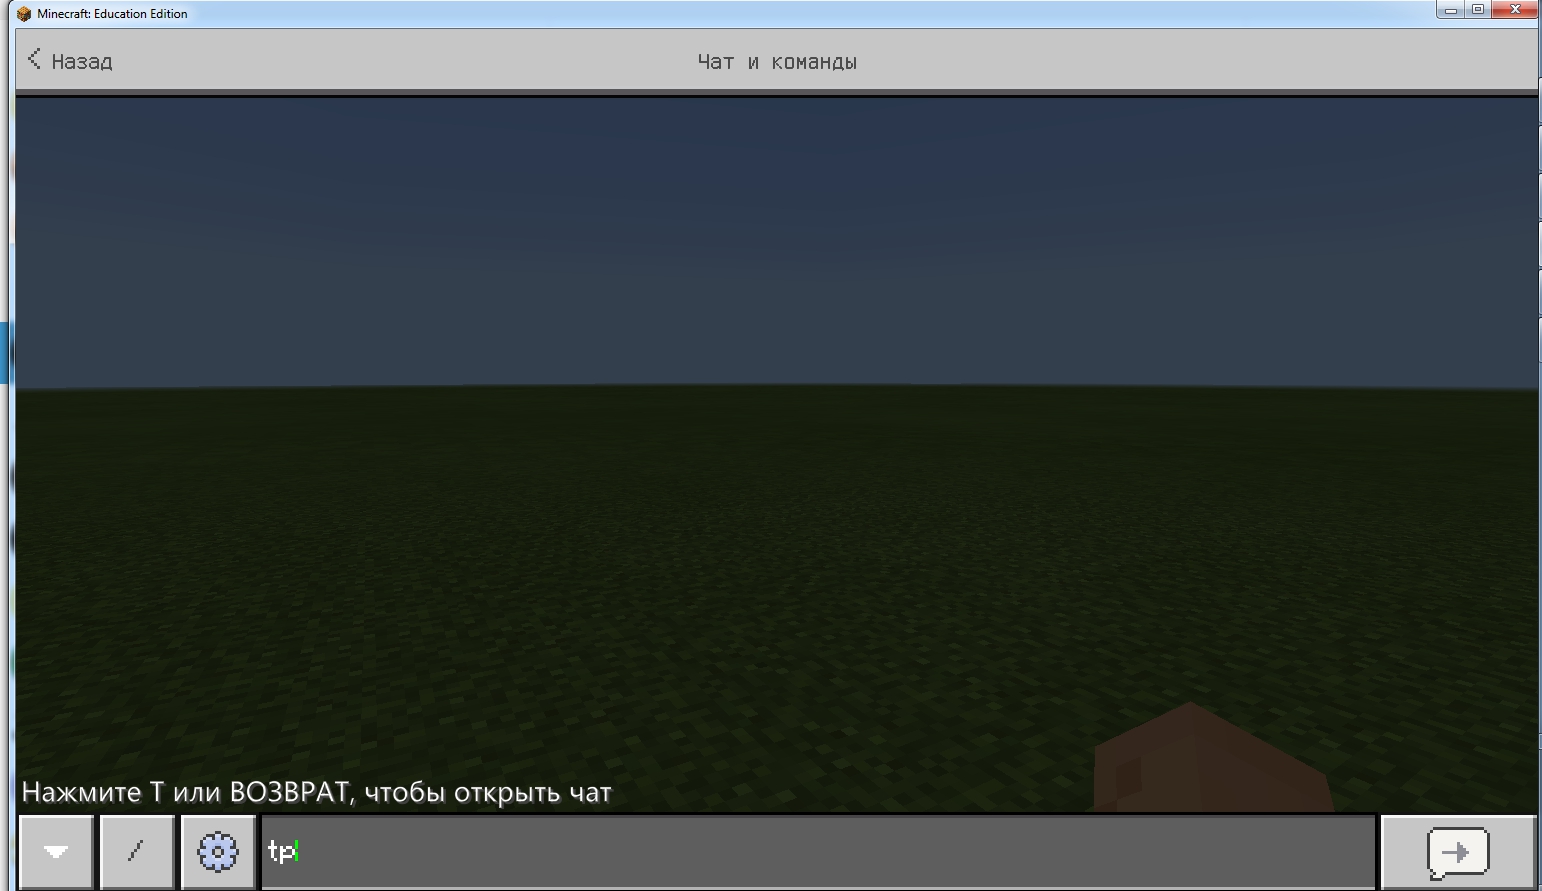 Minecraft: Education Edition
Назад
Чат и команды
Нажмите T или ВОЗВРАТ, чтобы открыть чат
/
tp